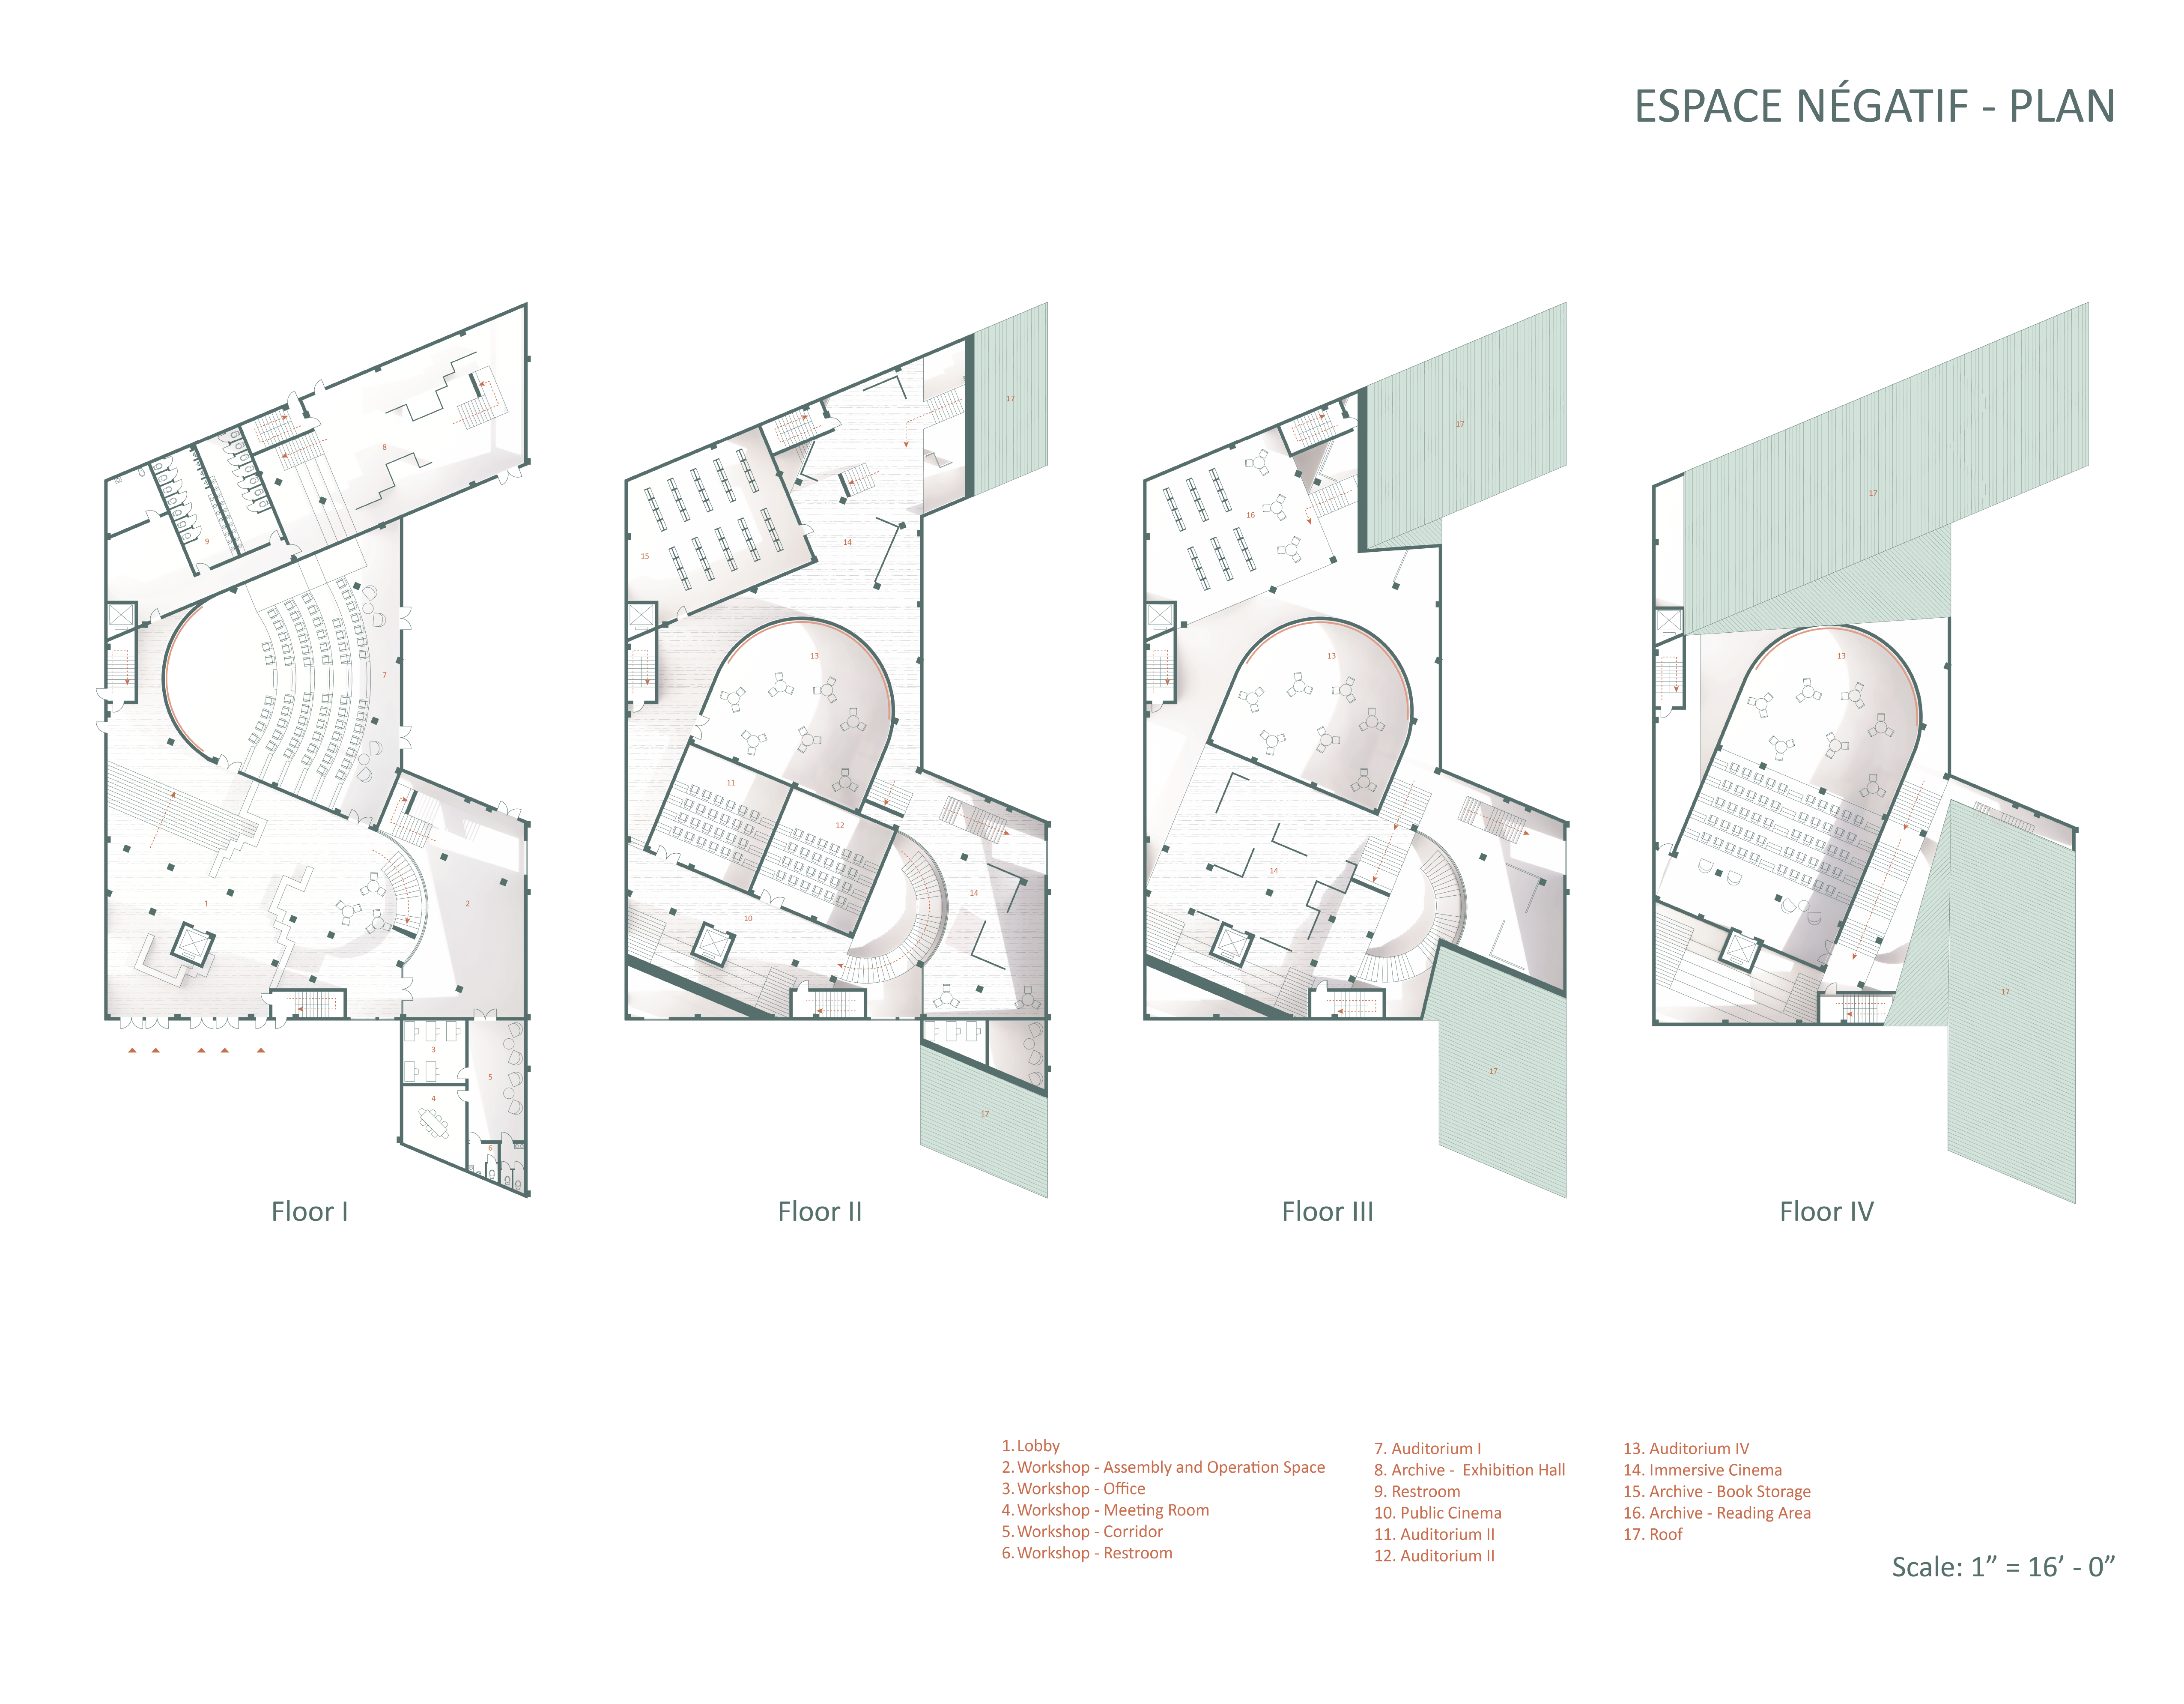 ESPACE NÉGATIF - PLAN
8
9
7
1
2
3
5
4
6
17
15
14
13
11
12
14
10
17
17
16
13
14
17
17
13
17
Floor I
Floor II
Floor III
Floor IV
1. Lobby
2. Workshop - Assembly and Operation Space
3. Workshop - Office
4. Workshop - Meeting Room
5. Workshop - Corridor
6. Workshop - Restroom
7. Auditorium I
8. Archive -  Exhibition Hall
9. Restroom
10. Public Cinema
11. Auditorium II
12. Auditorium II
13. Auditorium IV
14. Immersive Cinema
15. Archive - Book Storage
16. Archive - Reading Area
17. Roof
Scale: 1” = 16’ - 0”